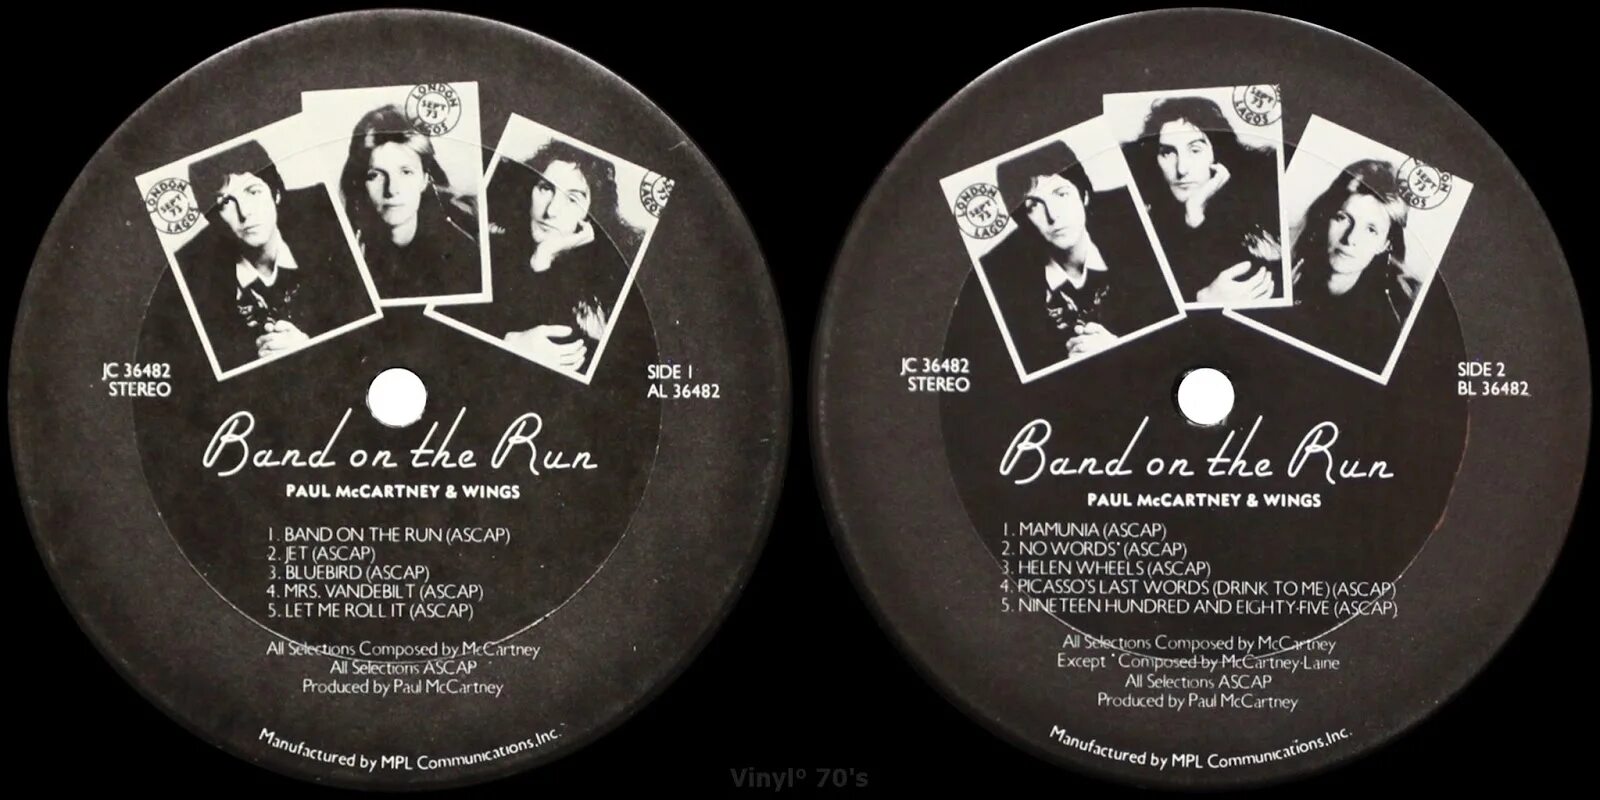 LONDON
SEPT
73
LAGOS
LONDON
SEPT
73
LAGOS
JC 36482
STEREO
SIDE 1
AL 36482
Band on the Run
PAUL McCARTNEY & WINGS
1. BAND ON THE RUN (ASCAP)
2. JET (ASCAP)
3. BLUEBIRD (ASCAP)
4. MRS. VANDEBILT (ASCAP)
5. LET ME ROLL IT (ASCAP)
All Selections Composed by McCartney
All Selections ASCAP
Produced by Paul McCartney
Manufactured by MPL Communications, Inc.
LONDON
SEPT
73
LAGOS
SEPT
73
LAGOS
SEPT
73
LAGOS
JC 36482
STEREO
SIDE 2
BL 36482
Band on the Run
PAUL McCARTNEY & WINGS
1. MAMUNIA (ASCAP)
2. NO WORDS* (ASCAP)
3. HELEN WHEELS (ASCAP)
4. PICASSO'S LAST WORDS (DRINK TO ME) (ASCAP)
5. NINETEEN HUNDRED AND EIGHTY-FIVE (ASCAP)
All Selections Composed by McCartney
Except *Composed by McCartney-Laine
All Selections ASCAP
Produced by Paul McCartney
Manufactured by MPL Communications, Inc.
Vinyl° 70's